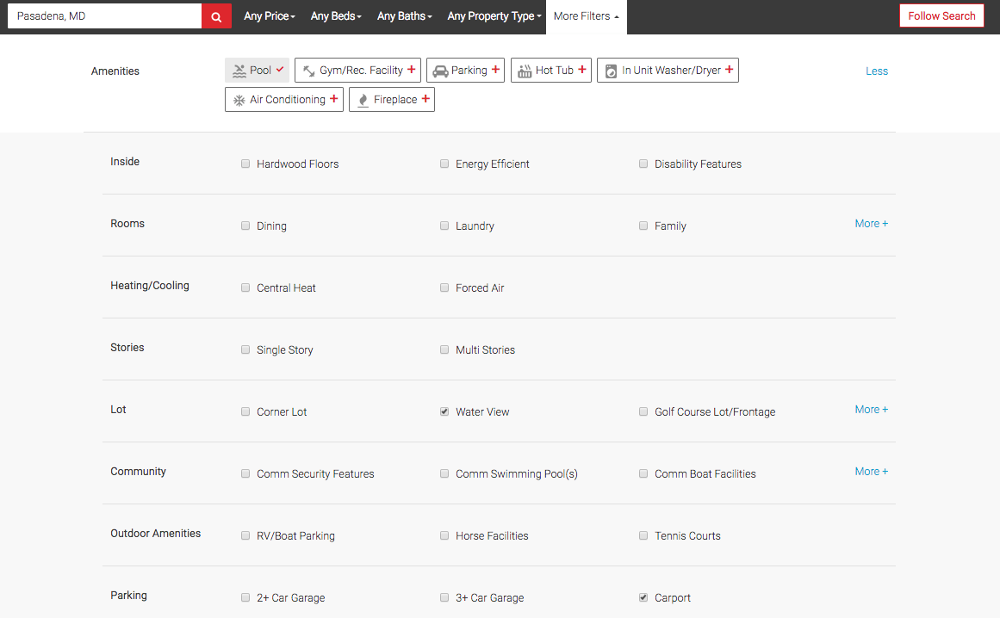 Pasadena, MD Any Price Any Beds Any Baths Any Property Type More Filters Follow Search
Amenities Pool Gym/Rec. Facility + Parking + Hot Tub + In Unit Washer/Dryer + Less
Air Conditioning + Fireplace +
Inside Hardwood Floors Energy Efficient Disability Features
Rooms Dining Laundry Family More +
Heating/Cooling Central Heat Forced Air
Stories Single Story Multi Stories
Lot Corner Lot Water View Golf Course Lot/Frontage More +
Community Comm Security Features Comm Swimming Pool(s) Comm Boat Facilities More +
Outdoor Amenities RV/Boat Parking Horse Facilities Tennis Courts
Parking 2+ Car Garage 3+ Car Garage Carport